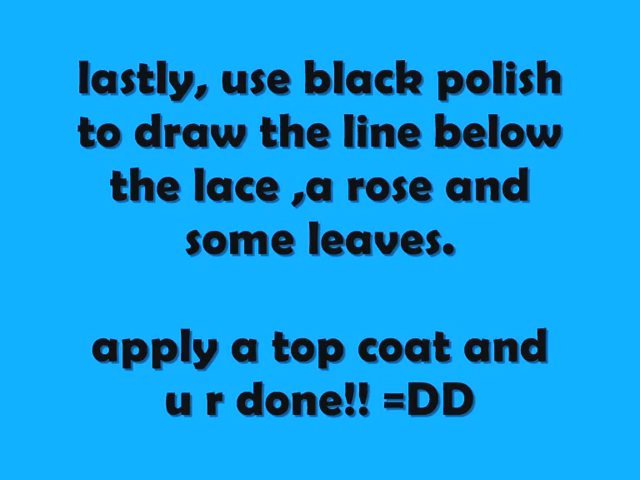 lastly, use black polish
to draw the line below
the lace ,a rose and
some leaves.
apply a top coat and
u r done!! =DD